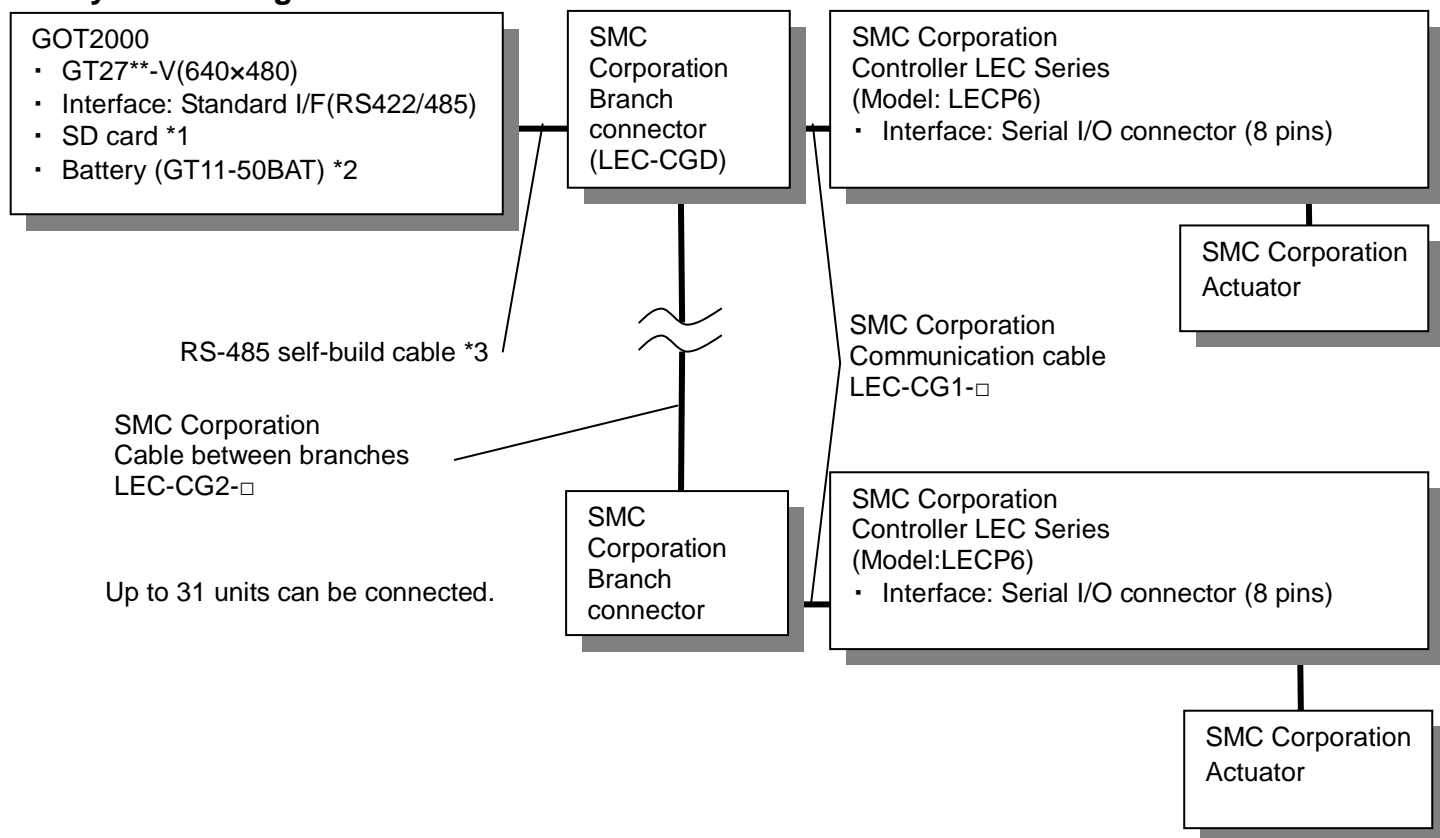 GOT2000
・ GT27**-V(640×480)
・ Interface: Standard I/F(RS422/485)
・ SD card *1
・ Battery (GT11-50BAT) *2
SMC
Corporation
Branch
connector
(LEC-CGD)
SMC Corporation
Controller LEC Series
(Model: LECP6)
・ Interface: Serial I/O connector (8 pins)
SMC Corporation
Actuator
RS-485 self-build cable *3
SMC Corporation
Communication cable
LEC-CG1-□
SMC Corporation
Cable between branches
LEC-CG2-□
SMC
Corporation
Branch
connector
SMC Corporation
Controller LEC Series
(Model:LECP6)
・ Interface: Serial I/O connector (8 pins)
Up to 31 units can be connected.
SMC Corporation
Actuator